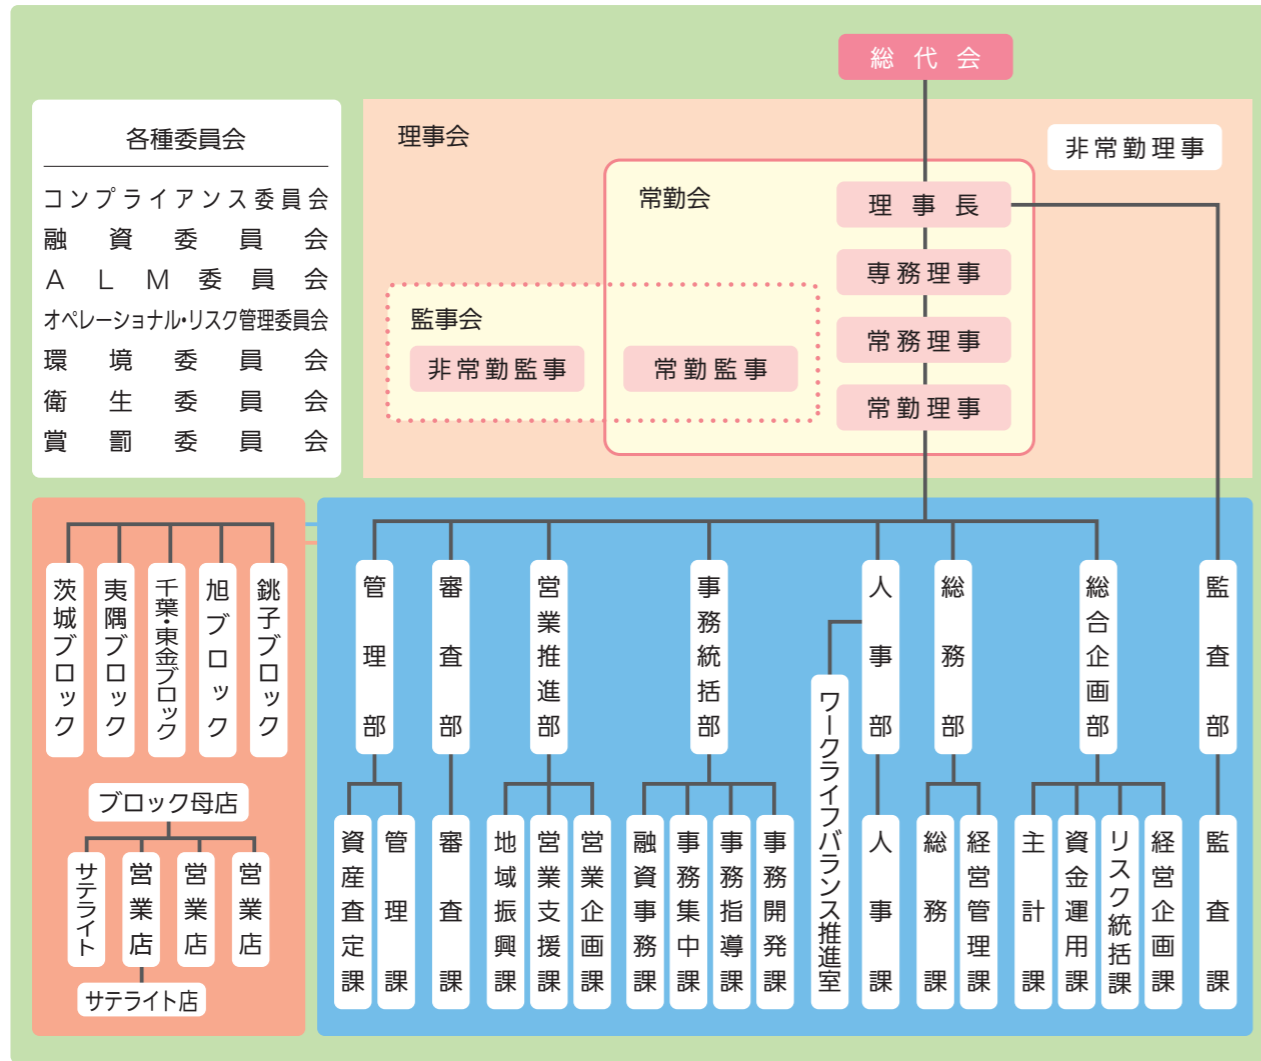 総代会
各種委員会
コンプライアンス委員会
融資委員会
ALM委員会
オペレーショナル・リスク管理委員会
環境委員会
衛生委員会
賞罰委員会
理事会
非常勤理事
常勤会
理事長
専務理事
常務理事
常勤理事
監事会
非常勤監事
常勤監事
茨城ブロック
夷隅ブロック
千葉・東金ブロック
旭ブロック
銚子ブロック
ブロック母店
サテライト
営業店
営業店
営業店
サテライト店
管理部
審査部
営業推進部
事務統括部
人事部
総務部
総合企画部
監査部
ワークライフバランス推進室
資産査定課
管理課
審査課
地域振興課
営業支援課
営業企画課
融資事務課
事務集中課
事務指導課
事務開発課
人事課
総務課
経営管理課
主計課
資金運用課
リスク統括課
経営企画課
監査課